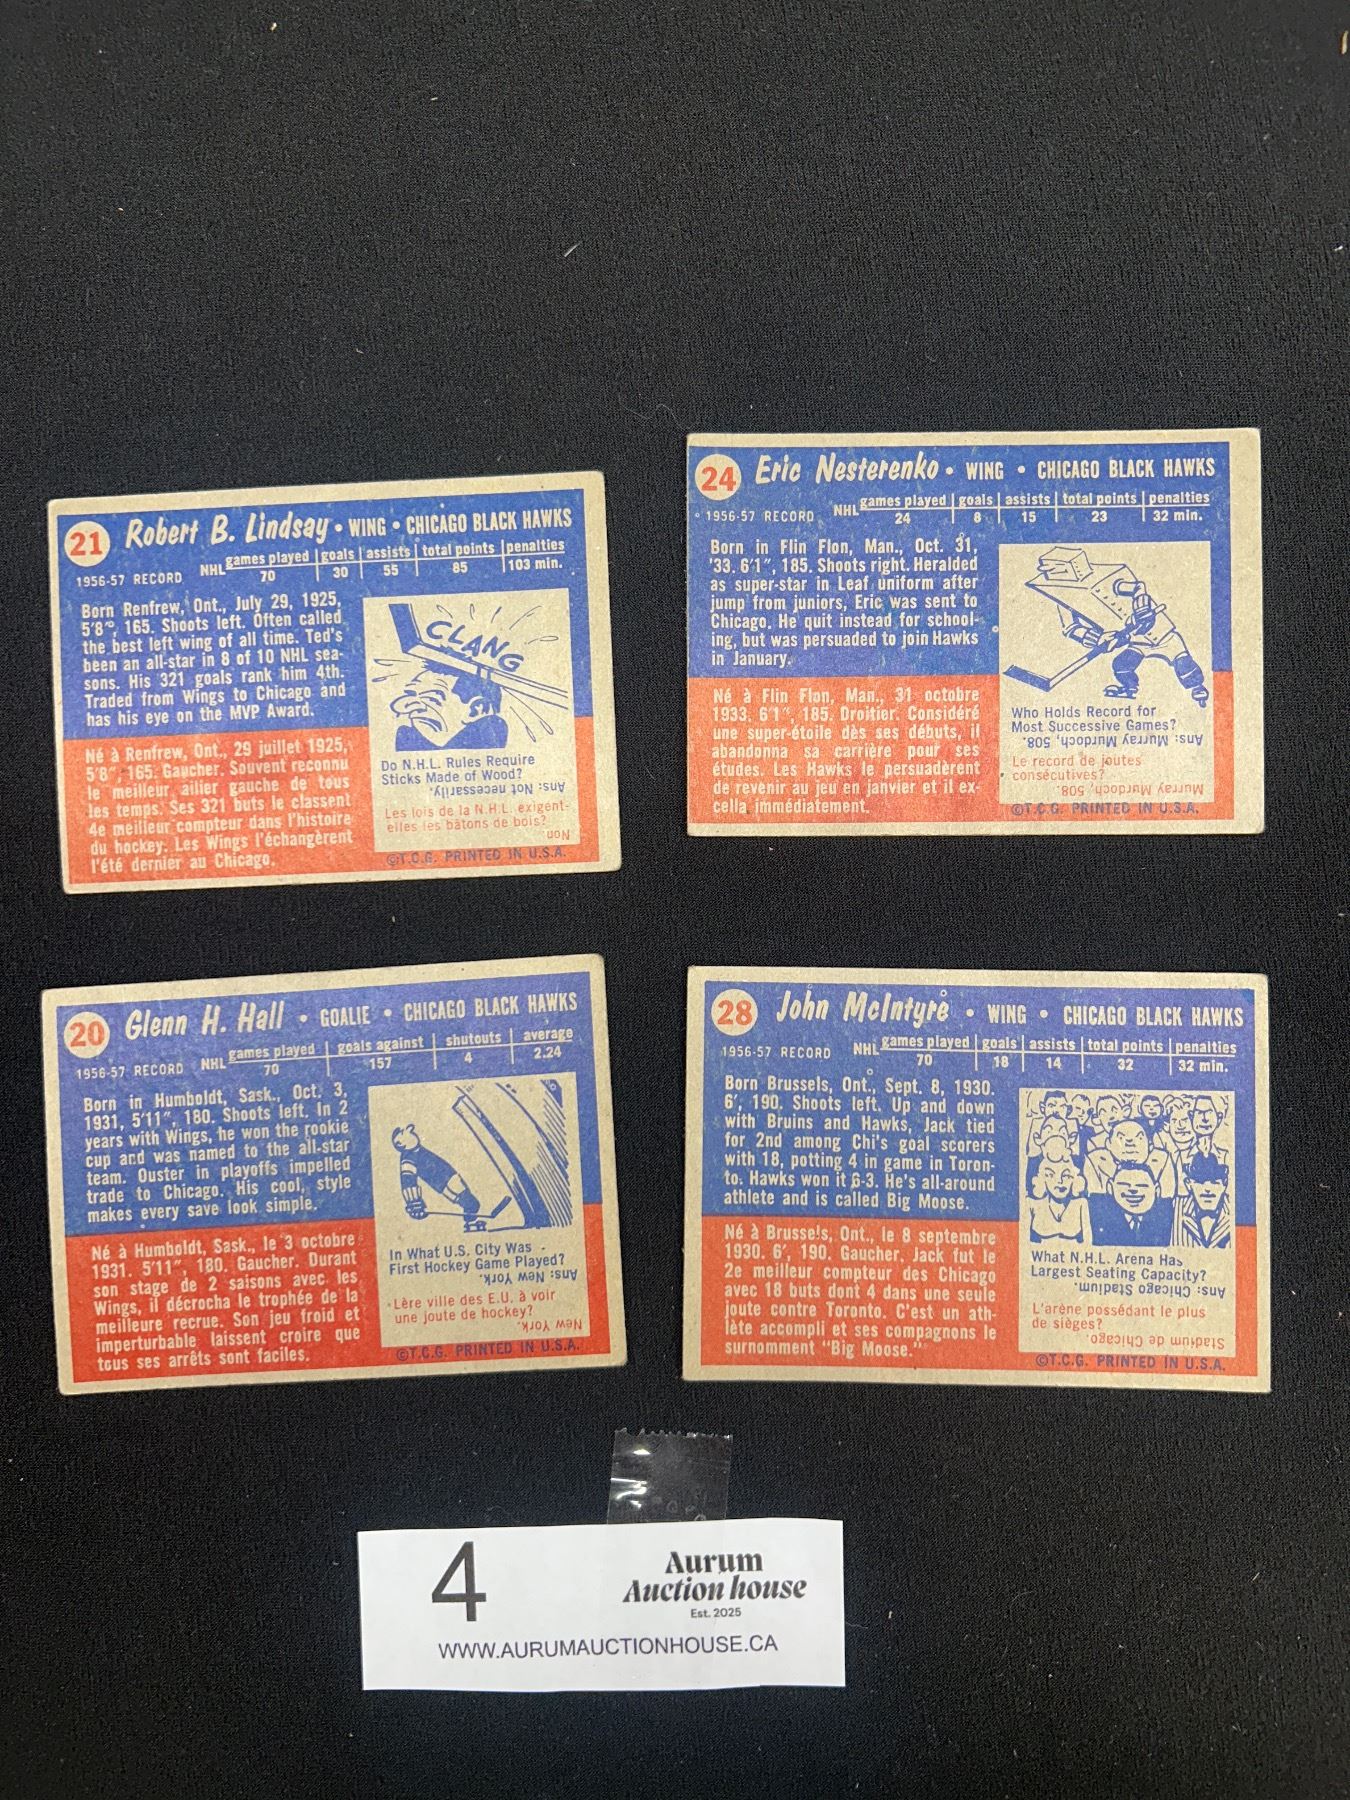 21 Robert B. Lindsay • WING • CHICAGO BLACK HAWKS
1956-57 RECORD NHL games played goals assists total points penalties
70 30 55 85 103 min.
Born Renfrew, Ont., July 29, 1925,
5'8", 165. Shoots left. Often called
the best left wing of all time. Ted's
been an all-star in 8 of 10 NHL sea-
sons. His 321 goals rank him 4th.
Traded from Wings to Chicago and
has his eye on the MVP Award.
Né à Renfrew, Ont., 29 juillet 1925,
5'8", 165. Gaucher. Souvent reconnu
le meilleur, ailier gauche de tous
les temps. Ses 321 buts le classent
4e meilleur compteur dans l'histoire
du hockey. Les Wings l'échangèrent
l'été dernier au Chicago.
CLANG
Do N.H.L. Rules Require
Sticks Made of Wood?
Ans: Not necessarily.
Les lois de la N.H.L. exigent-
elles les bâtons de bois?
Non.
©T.C.G. PRINTED IN U.S.A.
24 Eric Nesterenko • WING • CHICAGO BLACK HAWKS
1956-57 RECORD NHL games played goals assists total points penalties
24 8 15 23 32 min.
Born in Flin Flon, Man., Oct. 31,
'33. 6'1", 185. Shoots right. Heralded
as super-star in Leaf uniform after
jump from juniors, Eric was sent to
Chicago. He quit instead for school-
ing, but was persuaded to join Hawks
in January.
Né à Flin Flon, Man., 31 octobre
1933. 6'1", 185. Droitier. Considéré
une super-étoile dès ses débuts, il
abandonna sa carrière pour ses
études. Les Hawks le persuadèrent
de revenir au jeu en janvier et il ex-
cella immédiatement.
Who Holds Record for
Most Successive Games?
Ans: Murray Murdoch, 508.
Le record de joutes
consécutives?
Murray Murdoch, 508.
©T.C.G. PRINTED IN U.S.A.
20 Glenn H. Hall • GOALIE • CHICAGO BLACK HAWKS
1956-57 RECORD NHL games played goals against shutouts average
70 157 4 2.24
Born in Humboldt, Sask., Oct. 3,
1931, 5'11", 180. Shoots left. In 2
years with Wings, he won the rookie
cup and was named to the all-star
team. Ouster in playoffs impelled
trade to Chicago. His cool, style
makes every save look simple.
Né à Humboldt, Sask., le 3 octobre
1931. 5'11", 180. Gaucher. Durant
son stage de 2 saisons avec les
Wings, il décrocha le trophée de la
meilleure recrue. Son jeu froid et
imperturbable laissent croire que
tous ses arrêts sont faciles.
In What U.S. City Was
First Hockey Game Played?
Ans: New York.
Lère ville des E.U. à voir
une joute de hockey?
New York.
©T.C.G. PRINTED IN U.S.A.
28 John McIntyre • WING • CHICAGO BLACK HAWKS
1956-57 RECORD NHL games played goals assists total points penalties
70 18 14 32 32 min.
Born Brussels, Ont., Sept. 8, 1930.
6', 190. Shoots left. Up and down
with Bruins and Hawks, Jack tied
for 2nd among Chi's goal scorers
with 18, potting 4 in game in Toron-
to. Hawks won it 6-3. He's all-around
athlete and is called Big Moose.
Né à Brussels, Ont., le 8 septembre
1930. 6', 190. Gaucher. Jack fut le
2e meilleur compteur des Chicago
avec 18 buts dont 4 dans une seule
joute contre Toronto. C'est un ath-
lète accompli et ses compagnons le
surnomment "Big Moose."
What N.H.L. Arena Has
Largest Seating Capacity?
Ans: Chicago Stadium.
L'arène possédant le plus
de sièges?
Stadium de Chicago.
©T.C.G. PRINTED IN U.S.A.
4
Aurum
Auction house
Est. 2025
WWW.AURUMAUCTIONHOUSE.CA